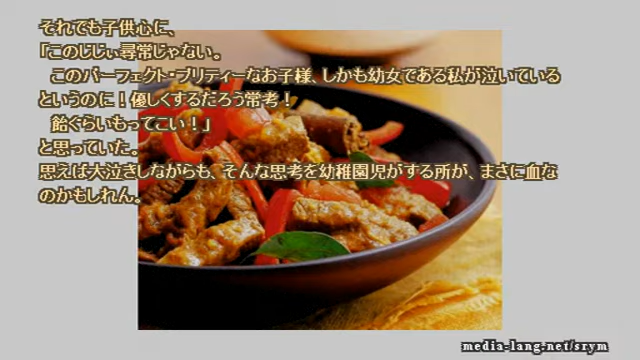 それでも子供心に、
「このじじぃ尋常じゃない。
このパーフェクト・プリティーなお子様、しかも幼女である私が泣いている
というのに！優しくするだろう常考！
飴ぐらいもってこい！」
と思っていた。
思えば大泣きしながらも、そんな思考を幼稚園児がする所が、まさに血な
のかもしれん。
media-lang-net/srym